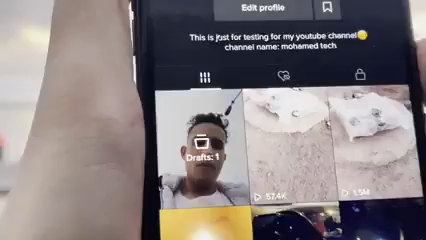 Edit profile
This is jtist for testing for my youtube channel
channel name: mohamed tech
Drafts: 1
57.4K
1.5M